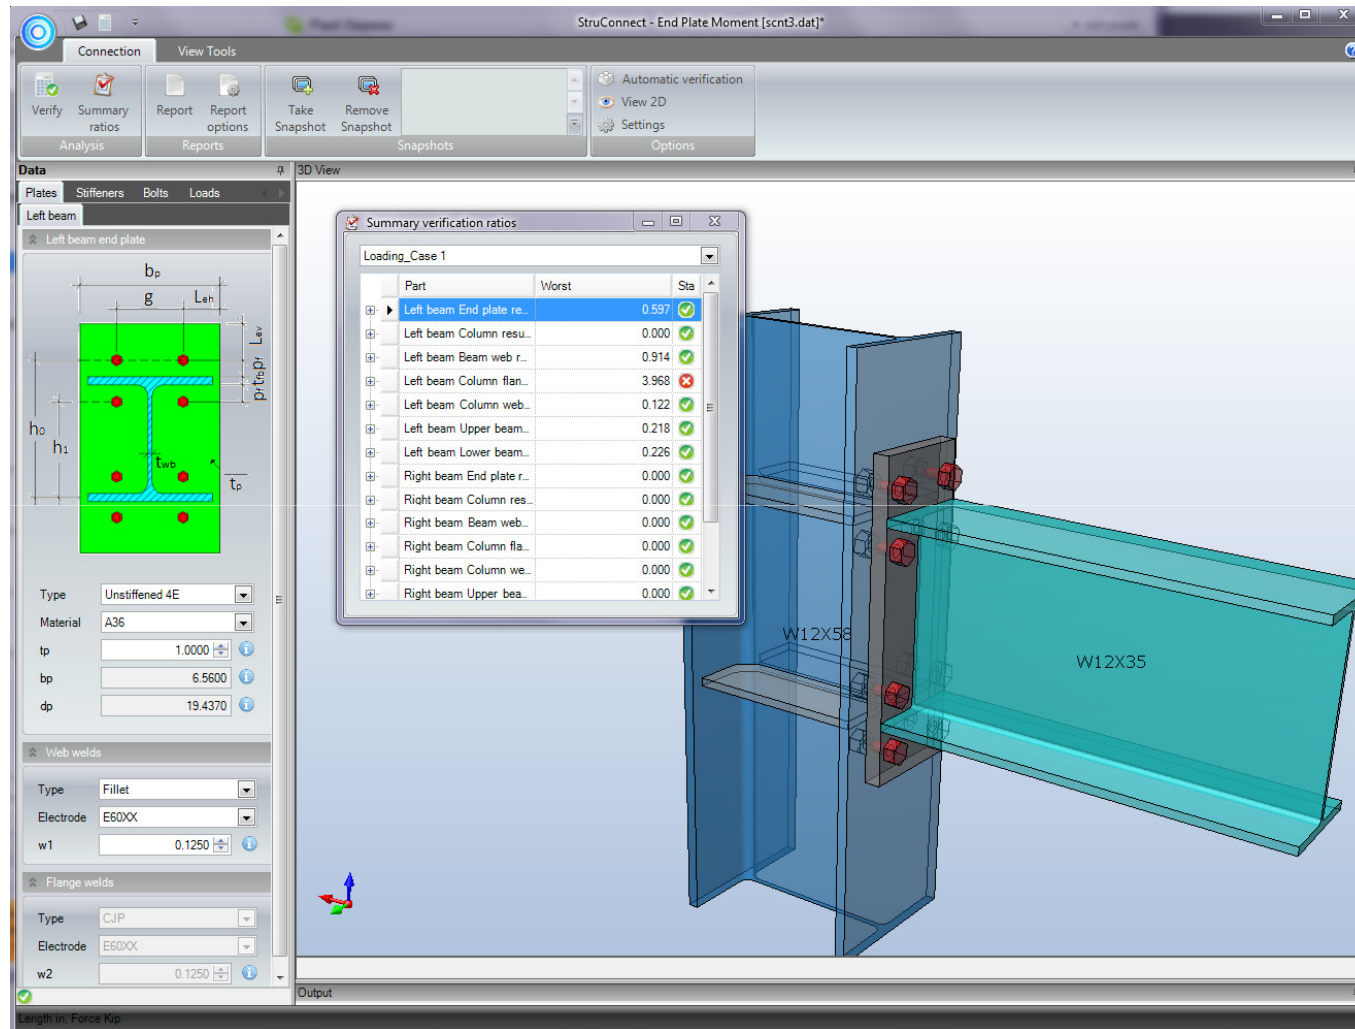 StruConnect - End Plate Moment [scnt3.dat]*
Connection View Tools
Verify Summary ratios Report Report options Take Snapshot Remove Snapshot Automatic verification
View 2D
Settings
Analysis Reports Snapshots Options
Data 3D View
Plates Stiffeners Bolts Loads
Left beam
Left beam end plate
bp
g Leh
Lev
pf
tfb
pf
h0
h1
twb
tp
Type Unstiffened 4E
Material A36
tp 1.0000
bp 6.5600
dp 19.4370
Web welds
Type Fillet
Electrode E60XX
w1 0.1250
Flange welds
Type CJP
Electrode E60XX
w2 0.1250
Summary verification ratios
Loading_Case 1
Part Worst Sta
Left beam End plate re... 0.597
Left beam Column resu... 0.000
Left beam Beam web r... 0.914
Left beam Column flan... 3.968
Left beam Column web... 0.122
Left beam Upper beam... 0.218
Left beam Lower beam... 0.226
Right beam End plate r... 0.000
Right beam Column res... 0.000
Right beam Beam web... 0.000
Right beam Column fla... 0.000
Right beam Column we... 0.000
Right beam Upper bea... 0.000
W12X58
W12X35
Output
Length in, Force Kip